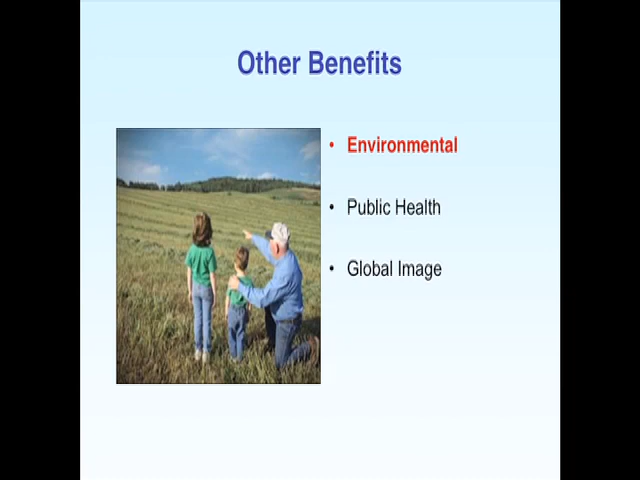 Other Benefits
• Environmental
• Public Health
• Global Image